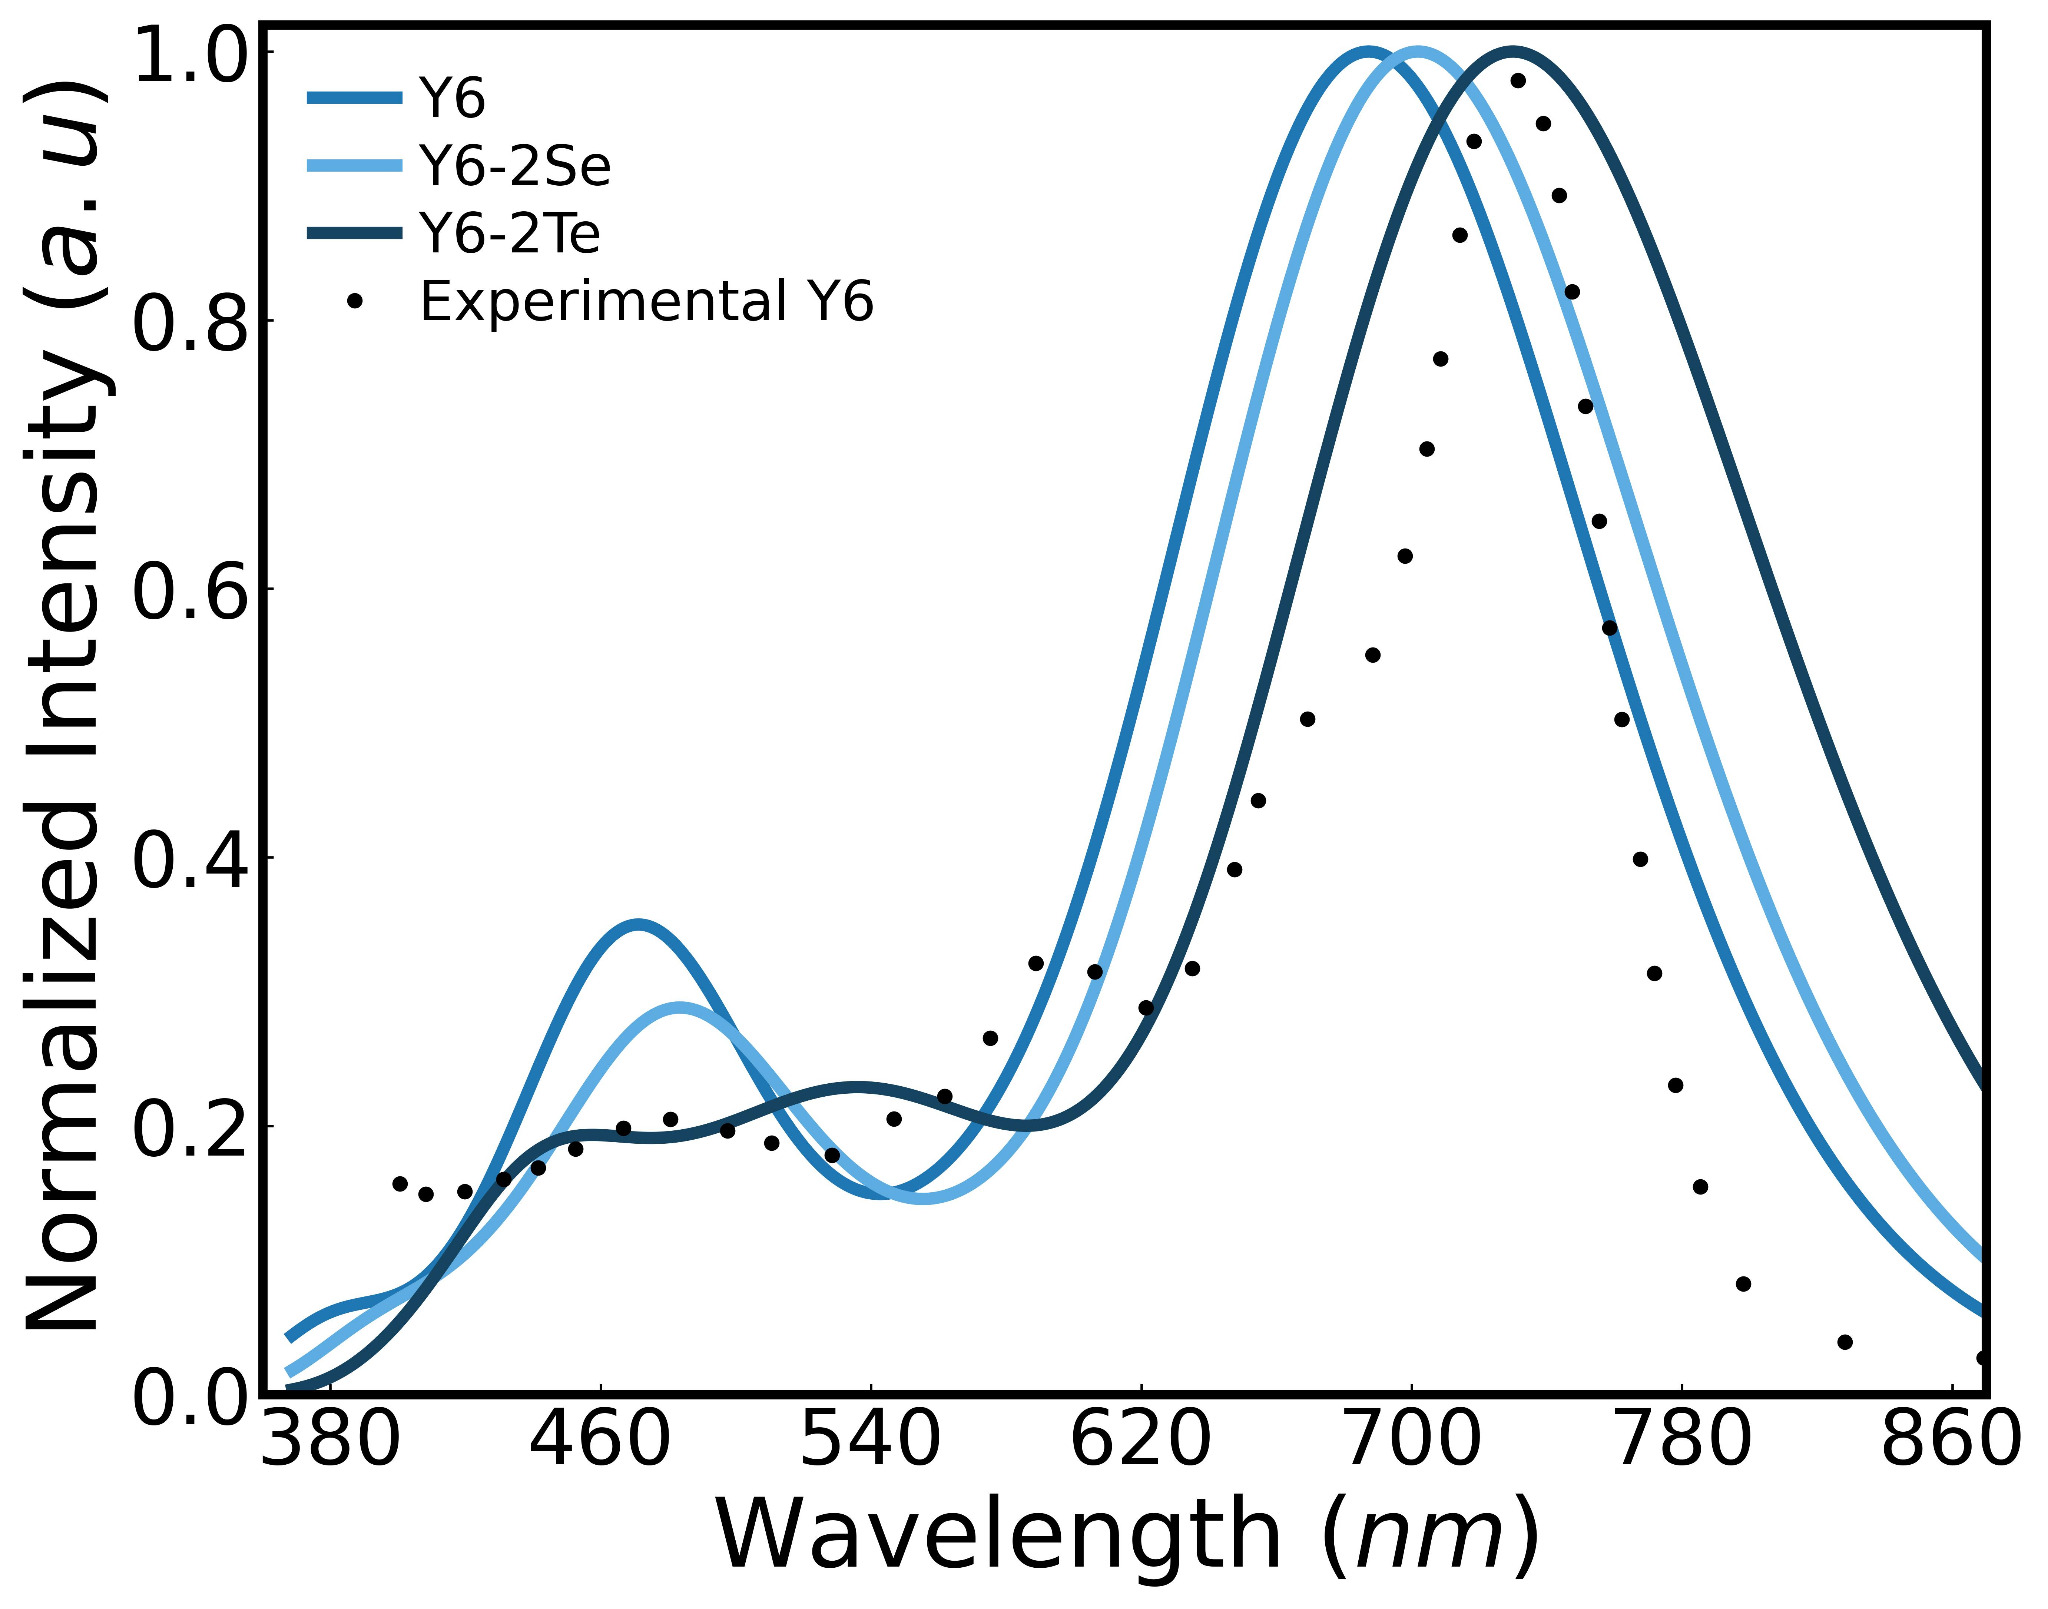 Normalized Intensity (a.u)
1.0
0.8
0.6
0.4
0.2
0.0
Y6
Y6-2Se
Y6-2Te
Experimental Y6
380 460 540 620 700 780 860
Wavelength (nm)